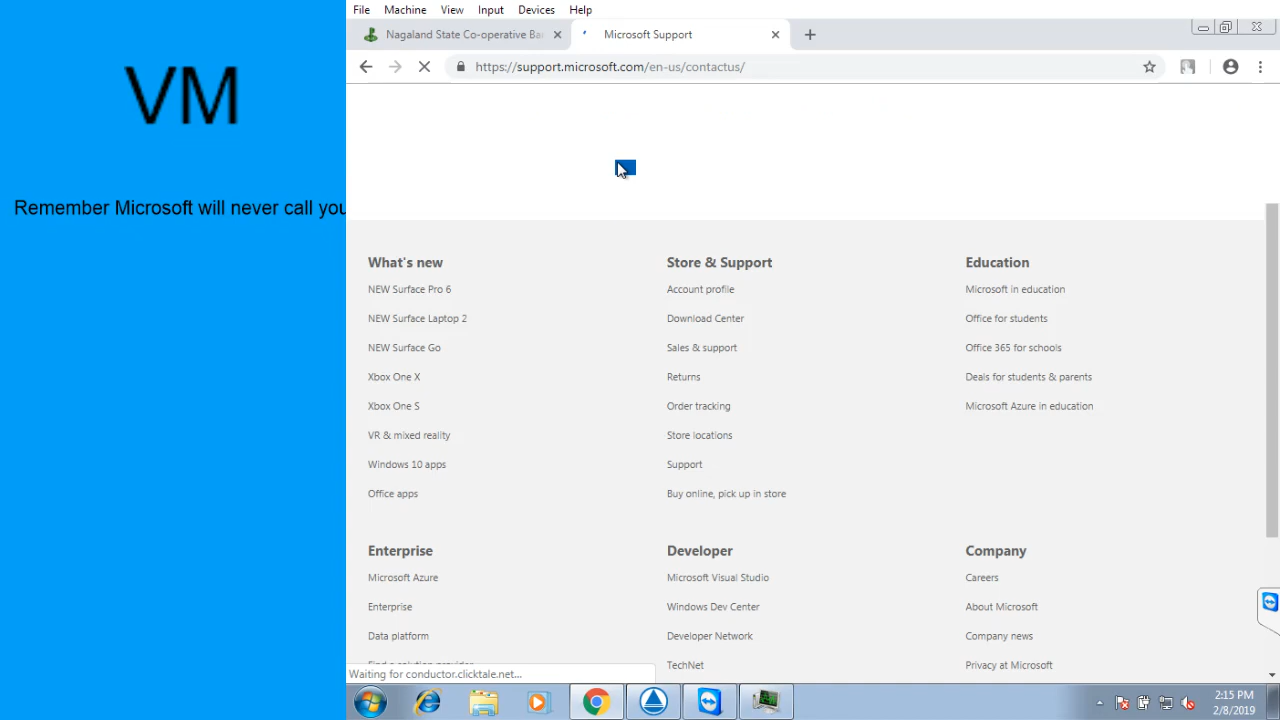 VM
Remember Microsoft will never call you
File Machine View Input Devices Help
Nagaland State Co-operative Ba
Microsoft Support
https://support.microsoft.com/en-us/contactus/
What's new
NEW Surface Pro 6
NEW Surface Laptop 2
NEW Surface Go
Xbox One X
Xbox One S
VR & mixed reality
Windows 10 apps
Office apps
Store & Support
Account profile
Download Center
Sales & support
Returns
Order tracking
Store locations
Support
Buy online, pick up in store
Education
Microsoft in education
Office for students
Office 365 for schools
Deals for students & parents
Microsoft Azure in education
Enterprise
Microsoft Azure
Enterprise
Data platform
Find a solution provider
Developer
Microsoft Visual Studio
Windows Dev Center
Developer Network
TechNet
Company
Careers
About Microsoft
Company news
Privacy at Microsoft
Waiting for conductor.clicktale.net...
2:15 PM
2/8/2019